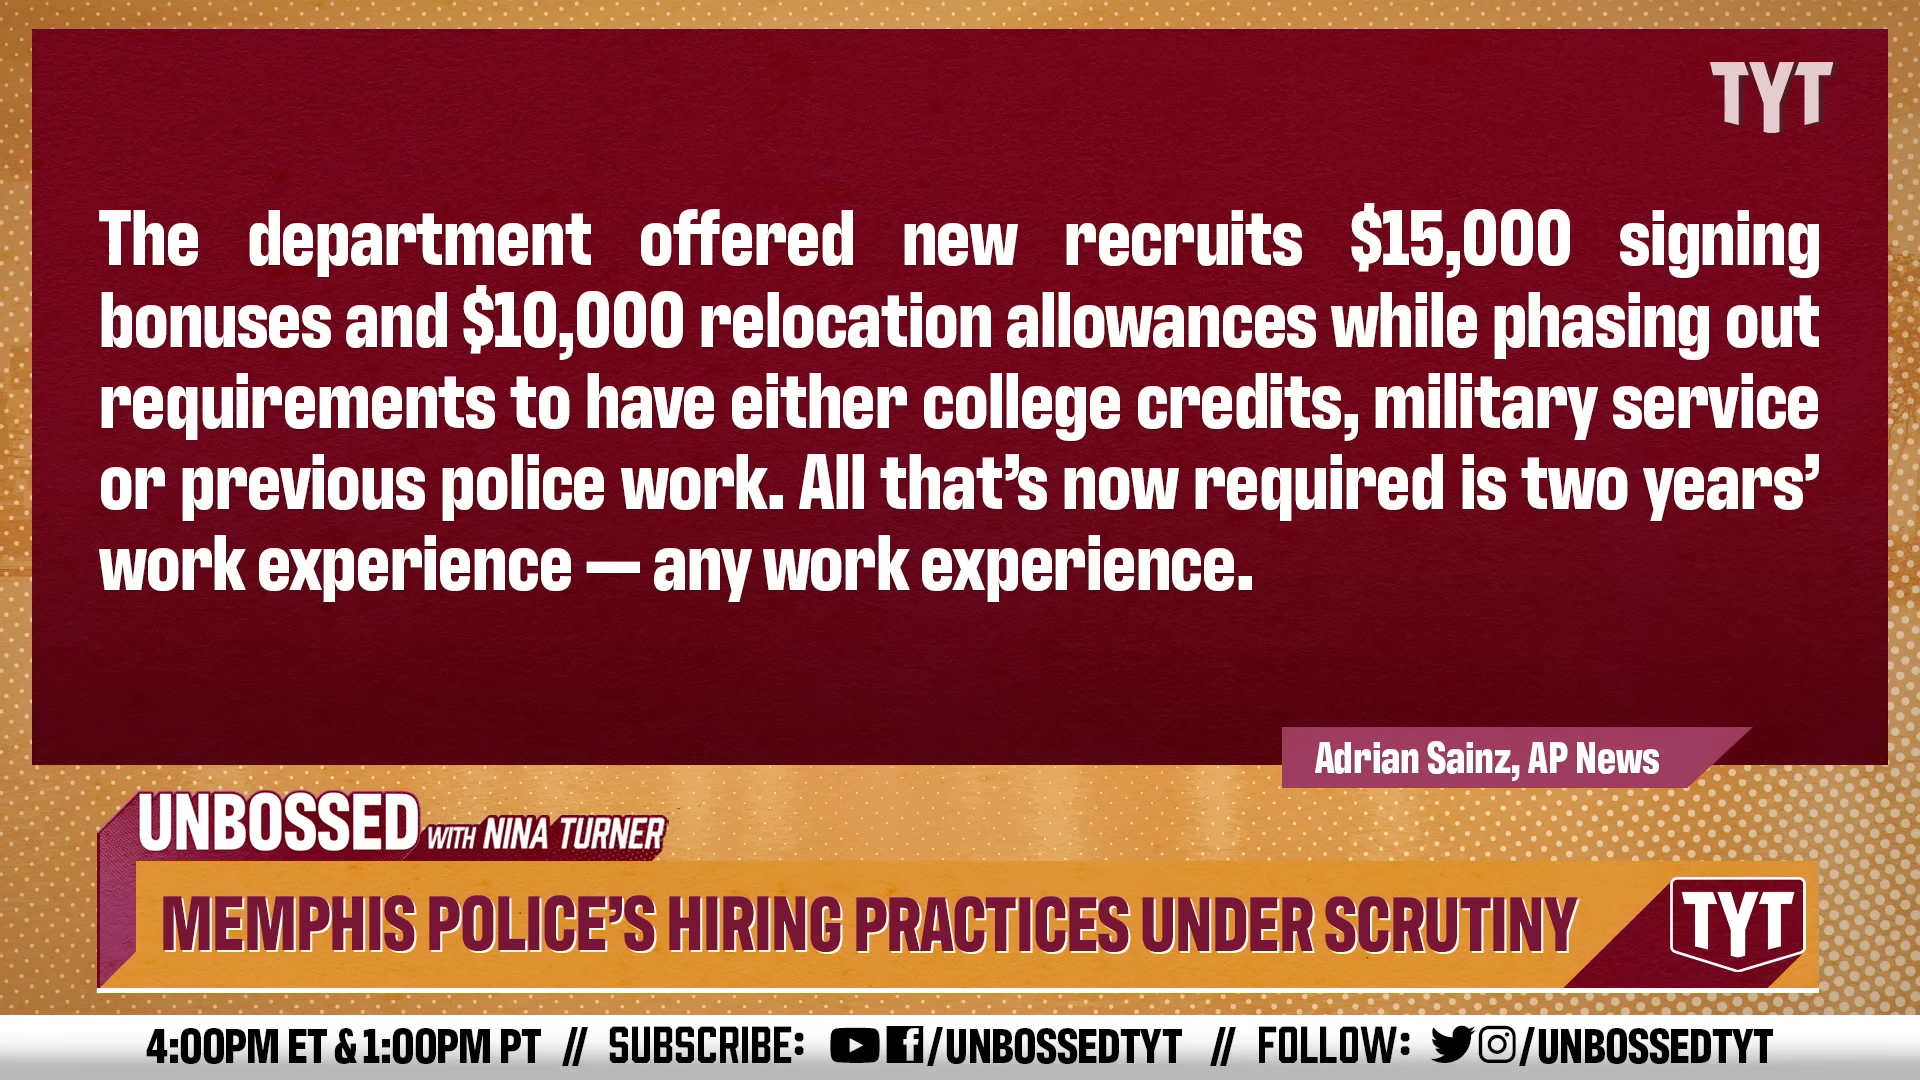 TYT
The department offered new recruits $15,000 signing
bonuses and $10,000 relocation allowances while phasing out
requirements to have either college credits, military service
or previous police work. All that’s now required is two years’
work experience — any work experience.
Adrian Sainz, AP News
UNBOSSED WITH NINA TURNER
MEMPHIS POLICE’S HIRING PRACTICES UNDER SCRUTINY
TYT
4:00PM ET & 1:00PM PT // SUBSCRIBE: /UNBOSSEDTYT // FOLLOW: /UNBOSSEDTYT